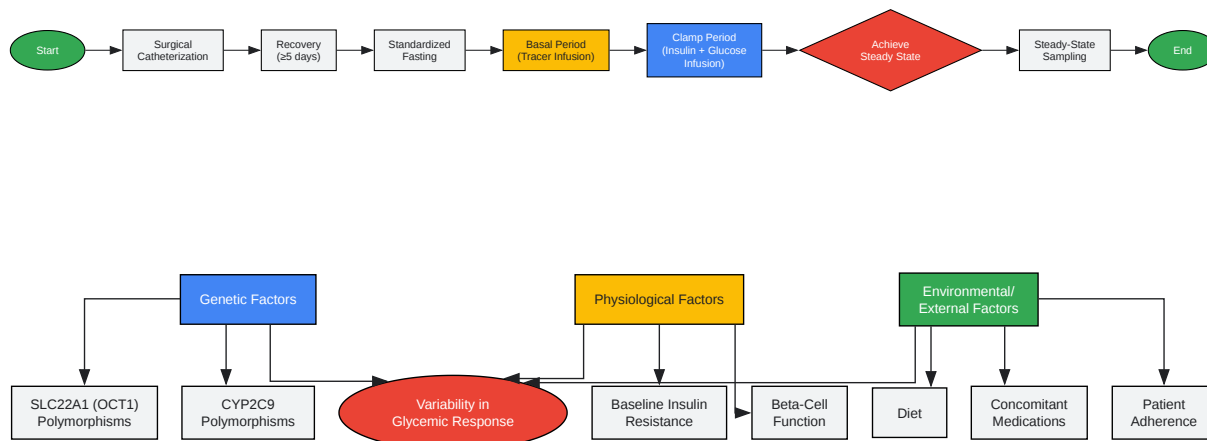 Start
Surgical
Catheterization
Recovery
(≥5 days)
Standardized
Fasting
Basal Period
(Tracer Infusion)
Clamp Period
(Insulin + Glucose
Infusion)
Achieve
Steady State
Steady-State
Sampling
End
Genetic Factors
Physiological Factors
Environmental/
External Factors
SLC22A1 (OCT1)
Polymorphisms
CYP2C9
Polymorphisms
Variability in
Glycemic Response
Baseline Insulin
Resistance
Beta-Cell
Function
Diet
Concomitant
Medications
Patient
Adherence